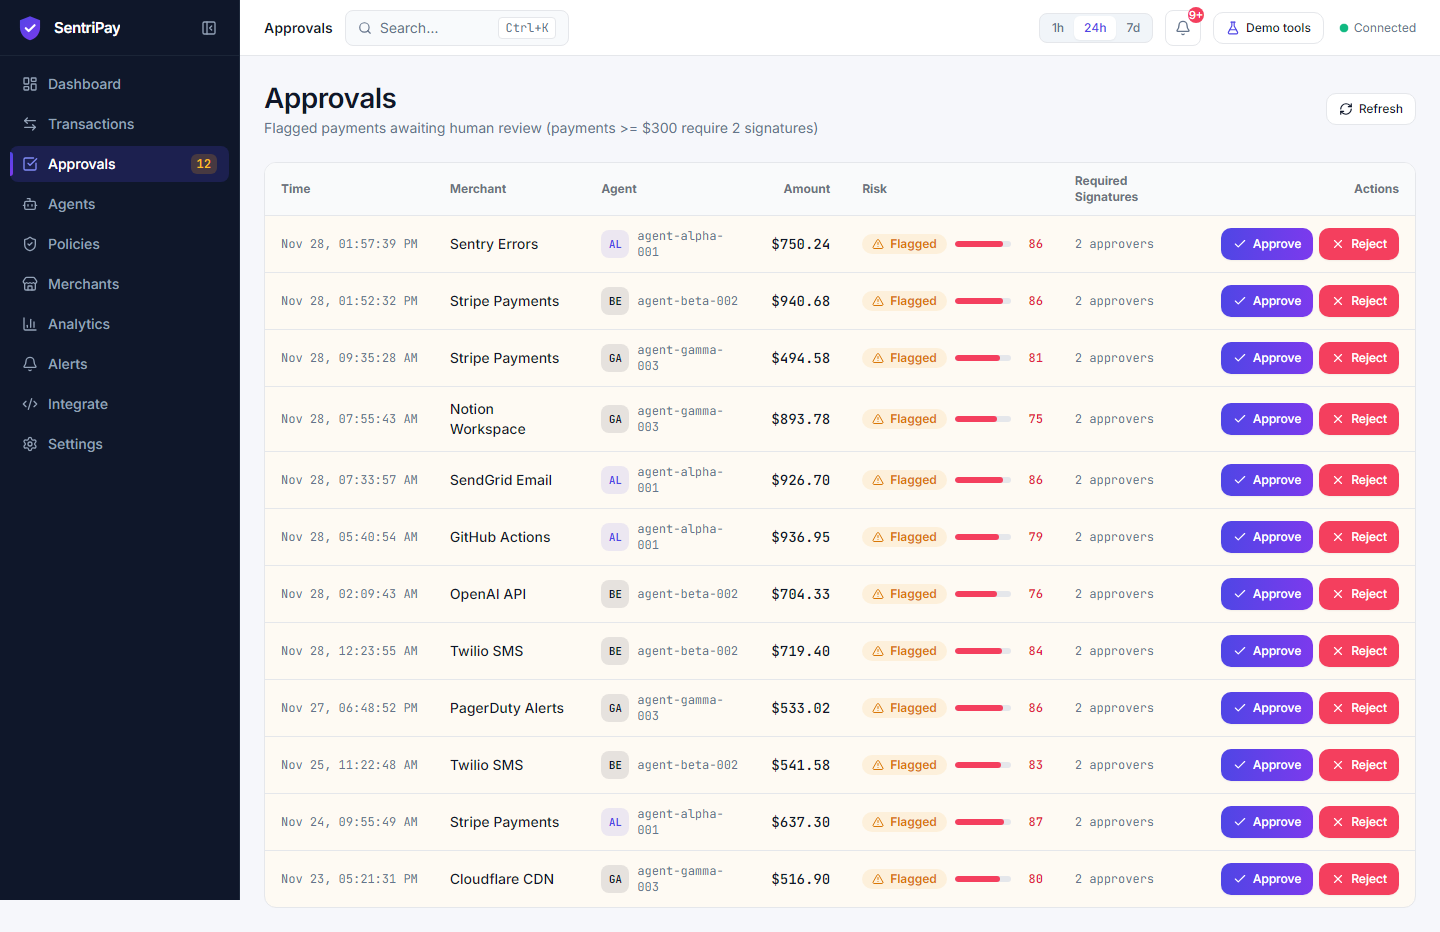 SentriPay
Dashboard
Transactions
Approvals 12
Agents
Policies
Merchants
Analytics
Alerts
Integrate
Settings
Approvals Search... Ctrl+K 1h 24h 7d 9+ Demo tools Connected
Approvals
Flagged payments awaiting human review (payments >= $300 require 2 signatures)
Refresh
Time Merchant Agent Amount Risk Required Signatures Actions
Nov 28, 01:57:39 PM Sentry Errors AL agent-alpha-001 $750.24 Flagged 86 2 approvers Approve Reject
Nov 28, 01:52:32 PM Stripe Payments BE agent-beta-002 $940.68 Flagged 86 2 approvers Approve Reject
Nov 28, 09:35:28 AM Stripe Payments GA agent-gamma-003 $494.58 Flagged 81 2 approvers Approve Reject
Nov 28, 07:55:43 AM Notion Workspace GA agent-gamma-003 $893.78 Flagged 75 2 approvers Approve Reject
Nov 28, 07:33:57 AM SendGrid Email AL agent-alpha-001 $926.70 Flagged 86 2 approvers Approve Reject
Nov 28, 05:40:54 AM GitHub Actions AL agent-alpha-001 $936.95 Flagged 79 2 approvers Approve Reject
Nov 28, 02:09:43 AM OpenAI API BE agent-beta-002 $704.33 Flagged 76 2 approvers Approve Reject
Nov 28, 12:23:55 AM Twilio SMS BE agent-beta-002 $719.40 Flagged 84 2 approvers Approve Reject
Nov 27, 06:48:52 PM PagerDuty Alerts GA agent-gamma-003 $533.02 Flagged 86 2 approvers Approve Reject
Nov 25, 11:22:48 AM Twilio SMS BE agent-beta-002 $541.58 Flagged 83 2 approvers Approve Reject
Nov 24, 09:55:49 AM Stripe Payments AL agent-alpha-001 $637.30 Flagged 87 2 approvers Approve Reject
Nov 23, 05:21:31 PM Cloudflare CDN GA agent-gamma-003 $516.90 Flagged 80 2 approvers Approve Reject